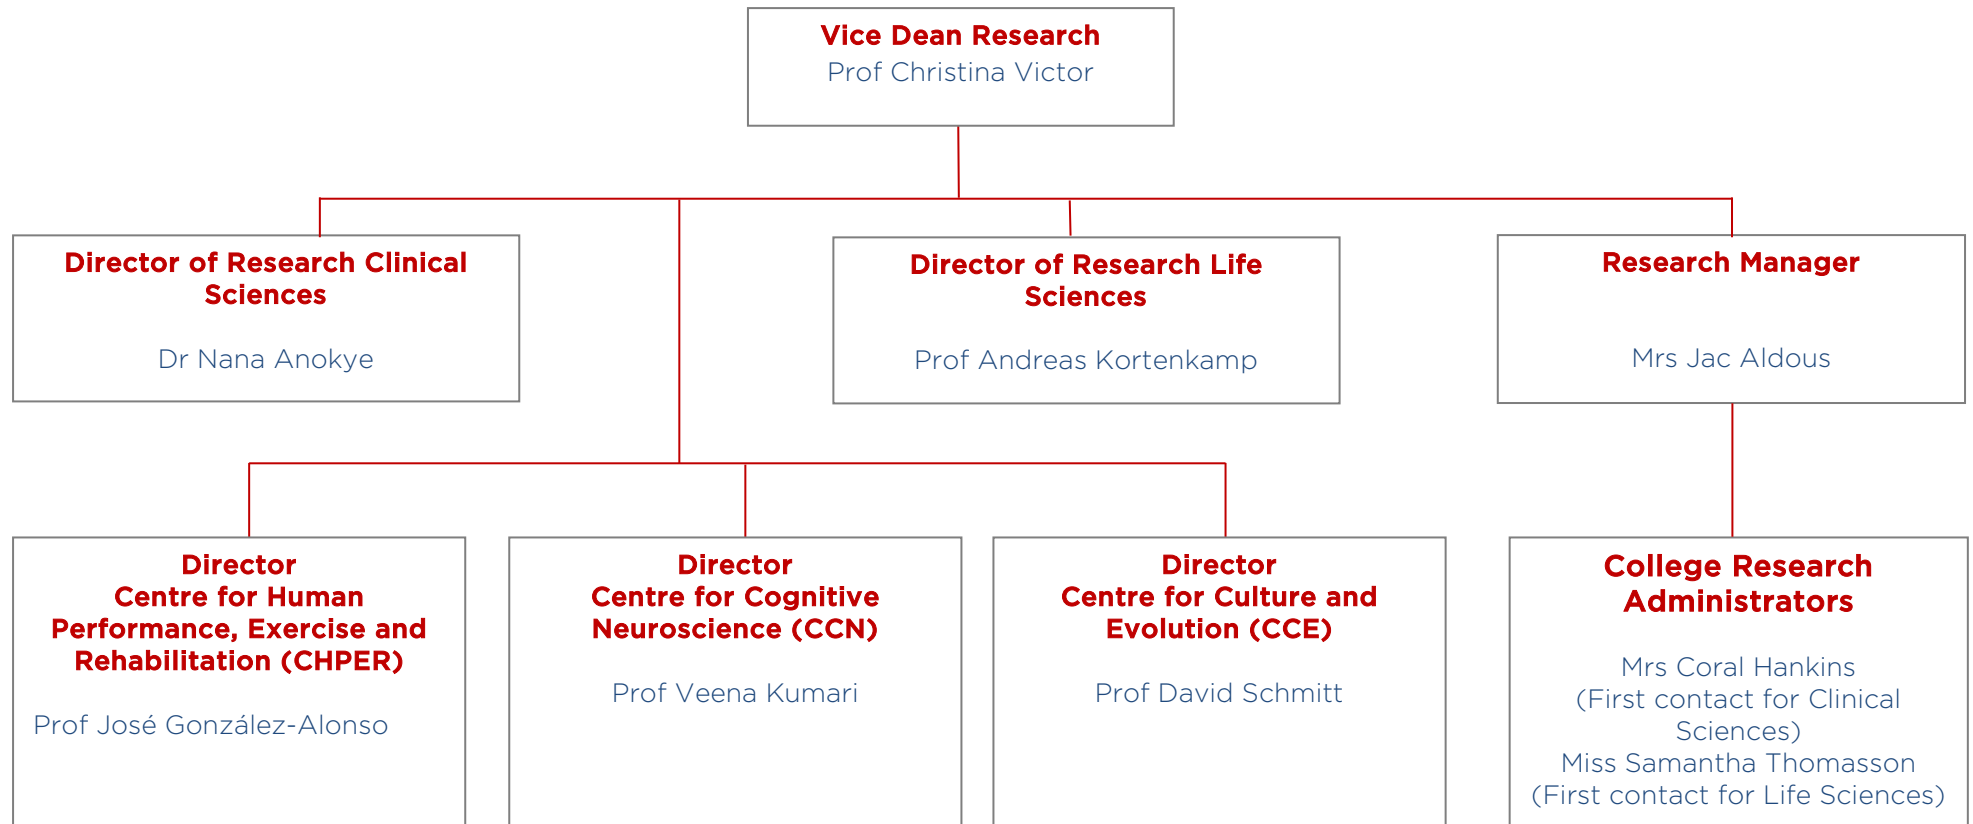 Vice Dean Research
Prof Christina Victor
Director of Research Clinical
Sciences
Dr Nana Anokye
Director of Research Life
Sciences
Prof Andreas Kortenkamp
Research Manager
Mrs Jac Aldous
Director
Centre for Human
Performance, Exercise and
Rehabilitation (CHPER)
Prof José González-Alonso
Director
Centre for Cognitive
Neuroscience (CCN)
Prof Veena Kumari
Director
Centre for Culture and
Evolution (CCE)
Prof David Schmitt
College Research
Administrators
Mrs Coral Hankins
(First contact for Clinical
Sciences)
Miss Samantha Thomasson
(First contact for Life Sciences)